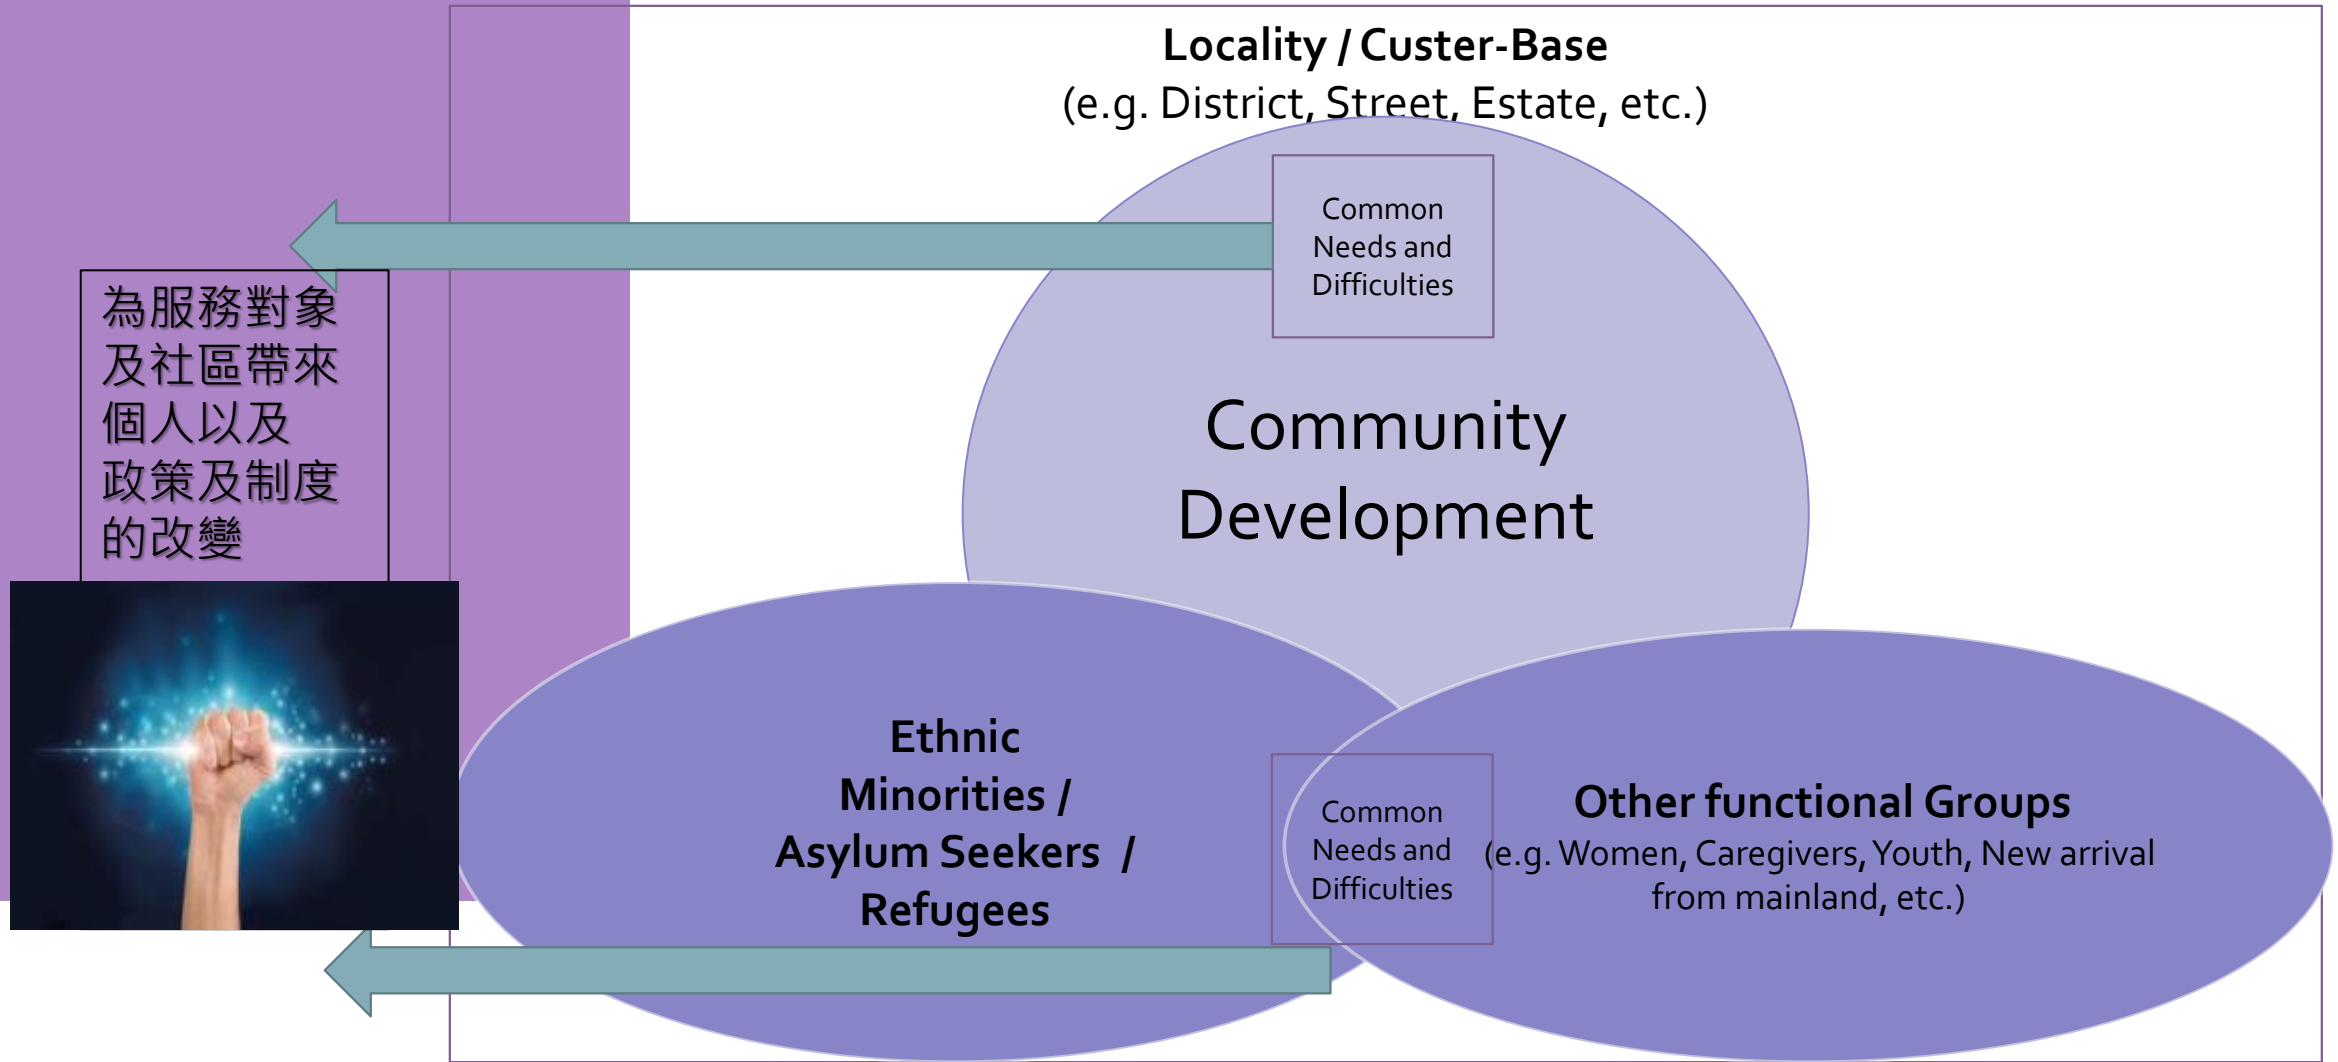 Locality / Custer-Base
(e.g. District, Street, Estate, etc.)
Common
Needs and
Difficulties
為服務對象
及社區帶來
個人以及
政策及制度
的改變
Community
Development
Ethnic
Minorities /
Asylum Seekers /
Refugees
Common
Needs and
Difficulties
Other functional Groups
(e.g. Women, Caregivers, Youth, New arrival
from mainland, etc.)